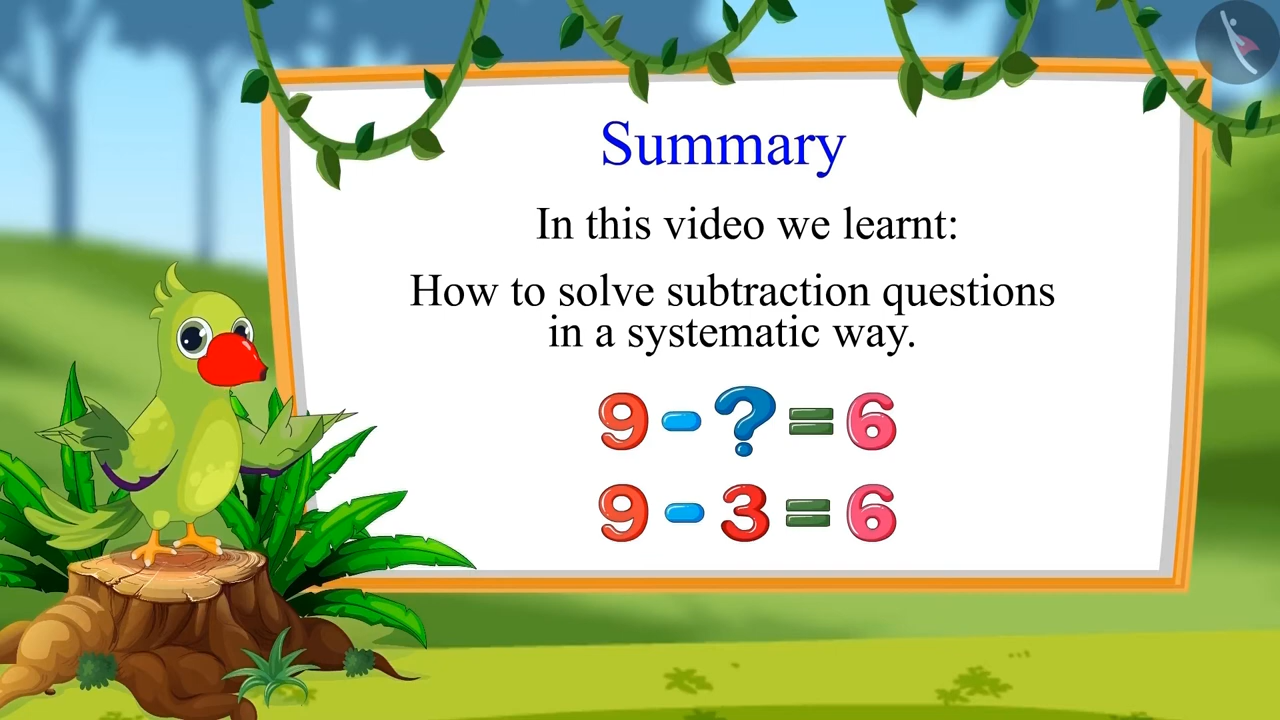 Summary
In this video we learnt:
How to solve subtraction questions
in a systematic way.
9 - ? = 6
9 - 3 = 6